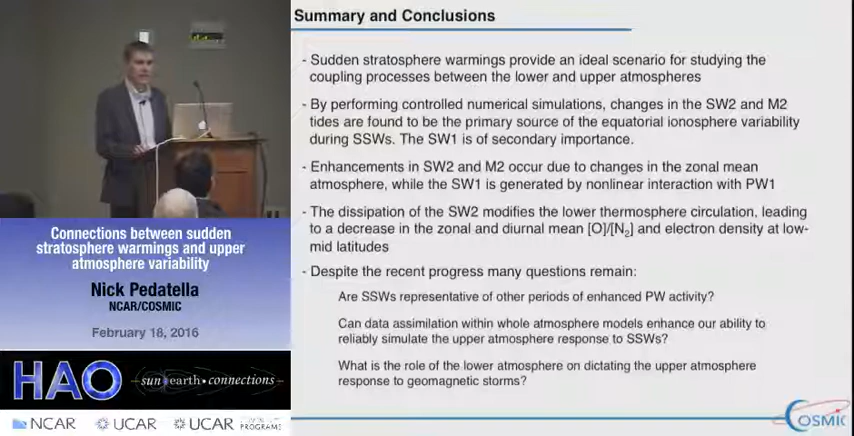 Summary and Conclusions
- Sudden stratosphere warmings provide an ideal scenario for studying the
coupling processes between the lower and upper atmospheres
- By performing controlled numerical simulations, changes in the SW2 and M2
tides are found to be the primary source of the equatorial ionosphere variability
during SSWs. The SW1 is of secondary importance.
- Enhancements in SW2 and M2 occur due to changes in the zonal mean
atmosphere, while the SW1 is generated by nonlinear interaction with PW1
- The dissipation of the SW2 modifies the lower thermosphere circulation, leading
to a decrease in the zonal and diurnal mean [O]/[N₂] and electron density at low-
mid latitudes
- Despite the recent progress many questions remain:
Are SSWs representative of other periods of enhanced PW activity?
Can data assimilation within whole atmosphere models enhance our ability to
reliably simulate the upper atmosphere response to SSWs?
What is the role of the lower atmosphere on dictating the upper atmosphere
response to geomagnetic storms?
COSMIC
Connections between sudden
stratosphere warmings and upper
atmosphere variability
Nick Pedatella
NCAR/COSMIC
February 18, 2016
HAO
sun earth • connections
NCAR UCAR UCAR
PROGRAMS